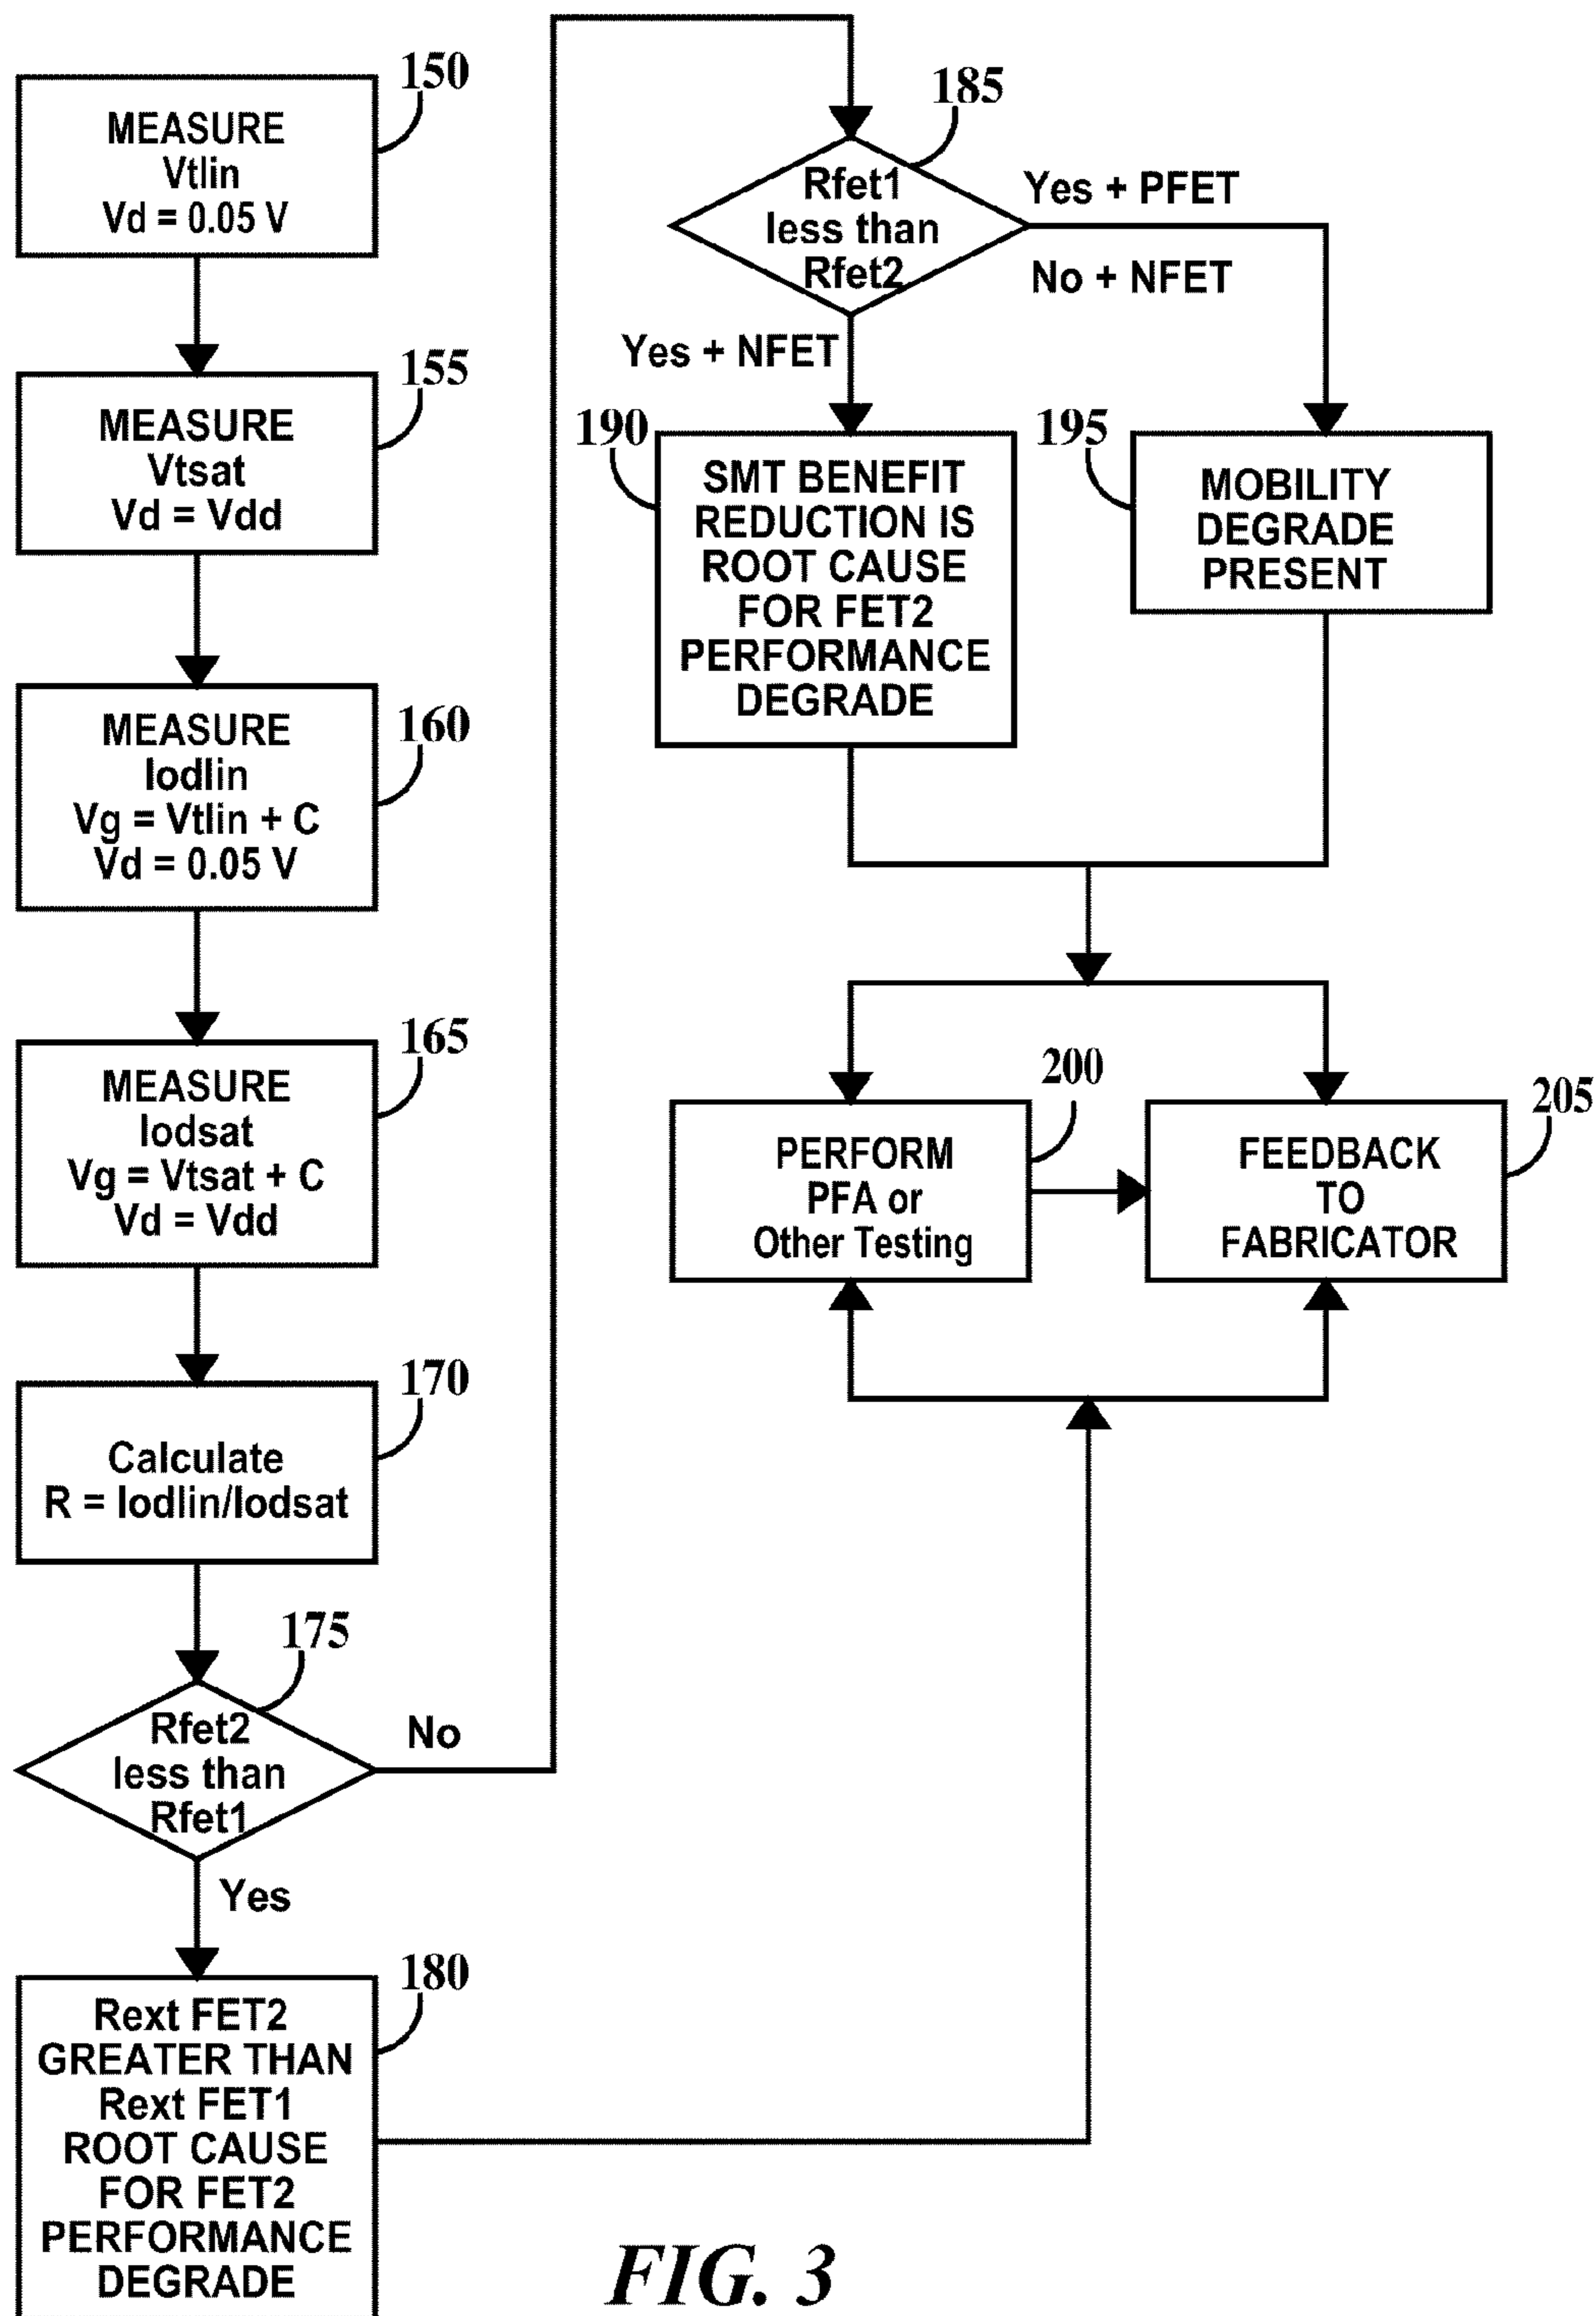 150
MEASURE
Vtlin
Vd = 0.05 V
155
MEASURE
Vtsat
Vd = Vdd
160
MEASURE
Iodlin
Vg = Vtlin + C
Vd = 0.05 V
165
MEASURE
Iodsat
Vg = Vtsat + C
Vd = Vdd
170
Calculate
R = Iodlin/Iodsat
175
Rfet2
less than
Rfet1
No
Yes
180
Rext FET2
GREATER THAN
Rext FET1
ROOT CAUSE
FOR FET2
PERFORMANCE
DEGRADE
185
Rfet1
less than
Rfet2
Yes + PFET
No + NFET
Yes + NFET
190
SMT BENEFIT
REDUCTION IS
ROOT CAUSE
FOR FET2
PERFORMANCE
DEGRADE
195
MOBILITY
DEGRADE
PRESENT
200
PERFORM
PFA or
Other Testing
205
FEEDBACK
TO
FABRICATOR
FIG. 3